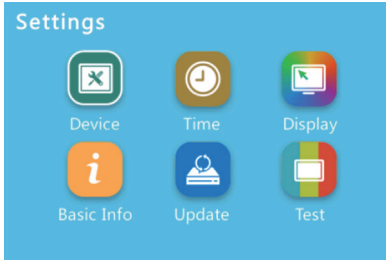 Settings
Device
Time
Display
Basic Info
Update
Test